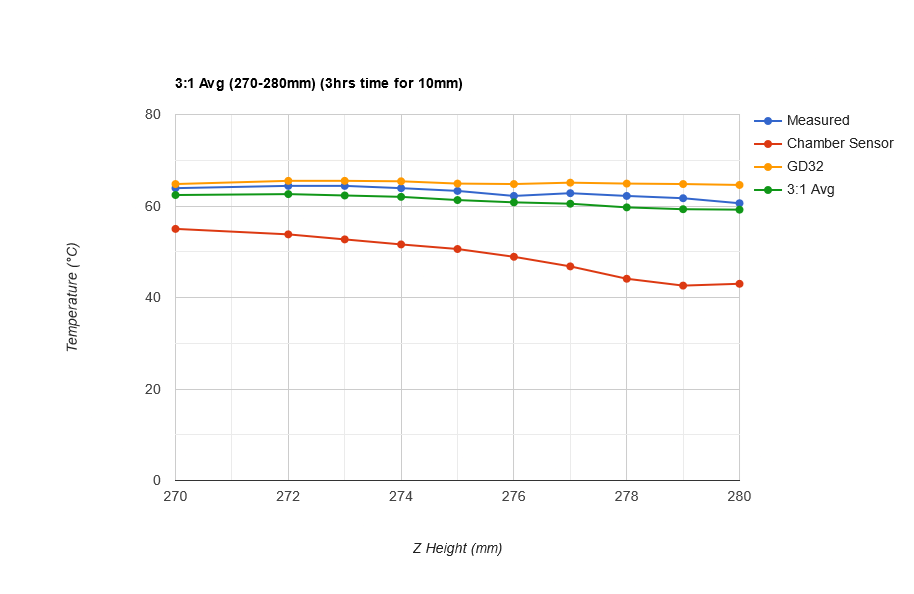 3:1 Avg (270-280mm) (3hrs time for 10mm)
80
60
40
20
0
270 272 274 276 278 280
Temperature (°C)
Z Height (mm)
Measured
Chamber Sensor
GD32
3:1 Avg